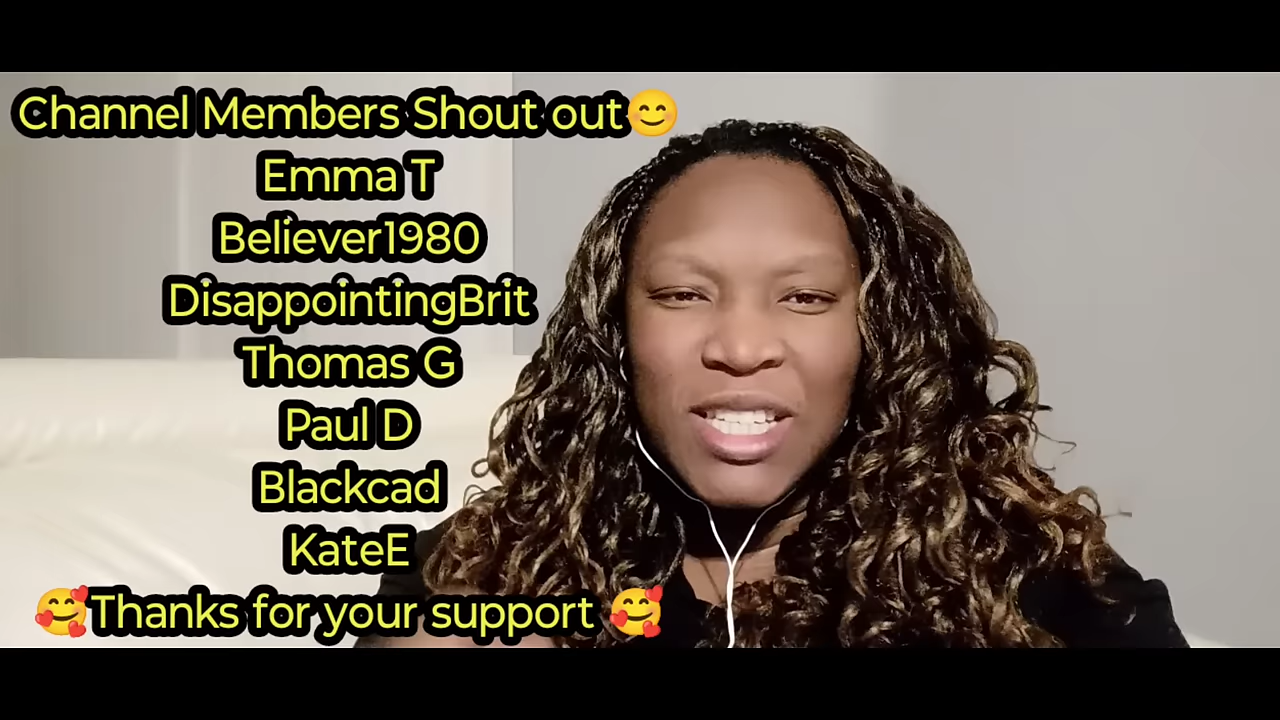 Channel Members Shout out😊
Emma T
Believer1980
DisappointingBrit
Thomas G
Paul D
Blackcad
KateE
🥰Thanks for your support 🥰